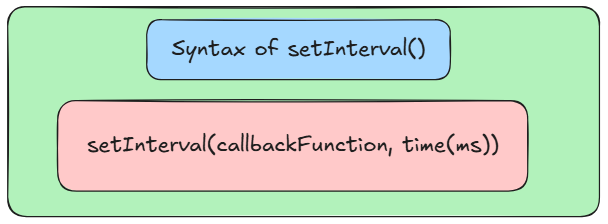 Syntax of setInterval()
setInterval(callbackFunction, time(ms))